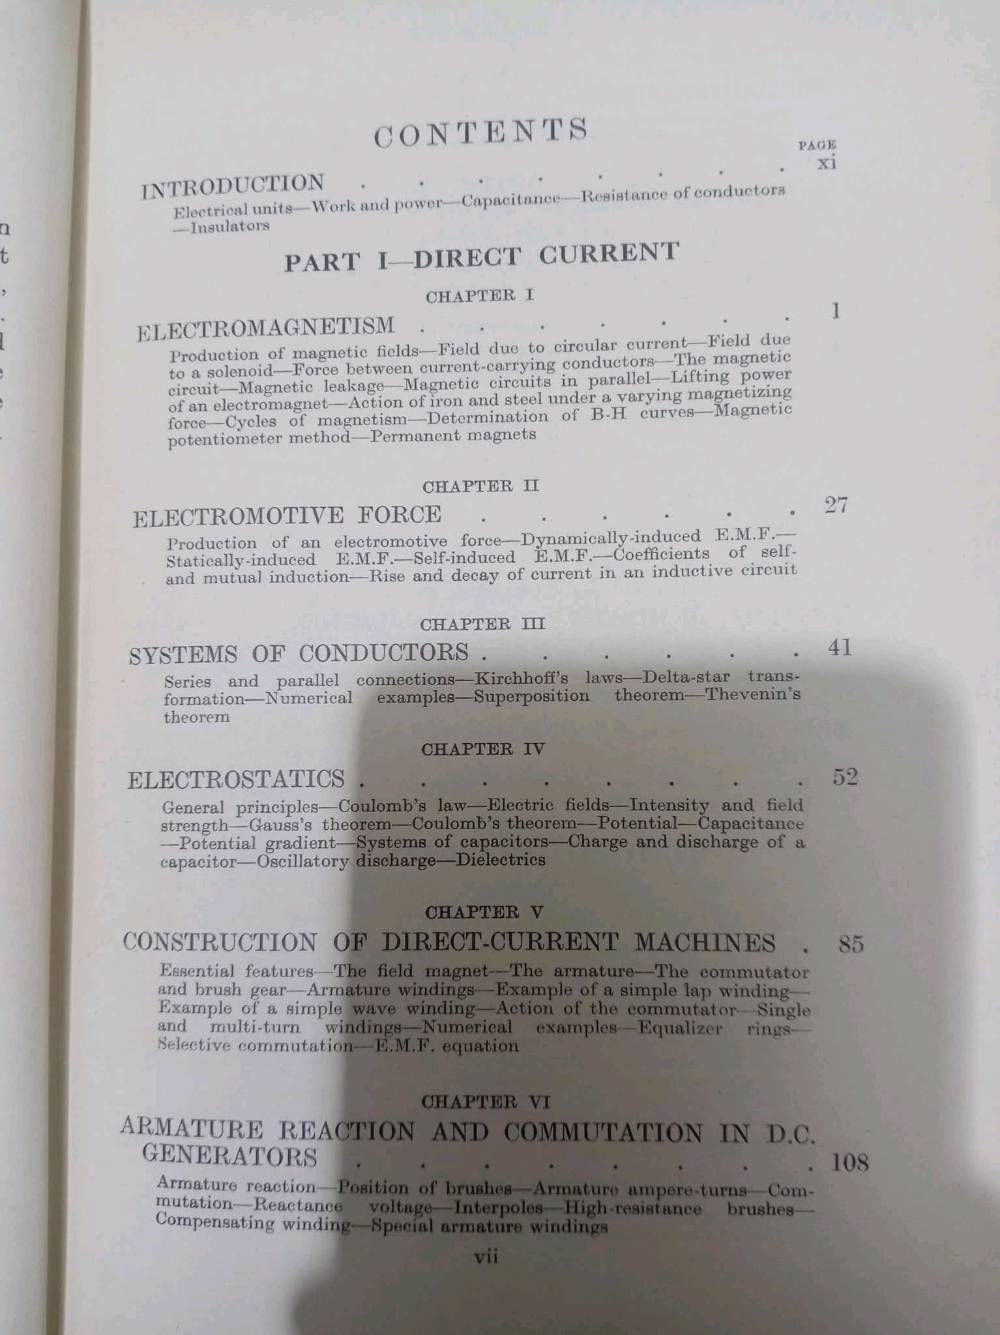 n
t
,
.
l
e
e
.
CONTENTS
PAGE
INTRODUCTION . . . . . . . . xi
Electrical units—Work and power—Capacitance—Resistance of conductors
—Insulators
PART I—DIRECT CURRENT
CHAPTER I
ELECTROMAGNETISM . . . . . . . 1
Production of magnetic fields—Field due to circular current—Field due
to a solenoid—Force between current-carrying conductors—The magnetic
circuit—Magnetic leakage—Magnetic circuits in parallel—Lifting power
of an electromagnet—Action of iron and steel under a varying magnetizing
force—Cycles of magnetism—Determination of B-H curves—Magnetic
potentiometer method—Permanent magnets
CHAPTER II
ELECTROMOTIVE FORCE . . . . . . 27
Production of an electromotive force—Dynamically-induced E.M.F.—
Statically-induced E.M.F.—Self-induced E.M.F.—Coefficients of self-
and mutual induction—Rise and decay of current in an inductive circuit
CHAPTER III
SYSTEMS OF CONDUCTORS . . . . . . 41
Series and parallel connections—Kirchhoff's laws—Delta-star trans-
formation—Numerical examples—Superposition theorem—Thevenin's
theorem
CHAPTER IV
ELECTROSTATICS . . . . . . . . 52
General principles—Coulomb's law—Electric fields—Intensity and field
strength—Gauss's theorem—Coulomb's theorem—Potential—Capacitance
—Potential gradient—Systems of capacitors—Charge and discharge of a
capacitor—Oscillatory discharge—Dielectrics
CHAPTER V
CONSTRUCTION OF DIRECT-CURRENT MACHINES . 85
Essential features—The field magnet—The armature—The commutator
and brush gear—Armature windings—Example of a simple lap winding—
Example of a simple wave winding—Action of the commutator—Single
and multi-turn windings—Numerical examples—Equalizer rings—
Selective commutation—E.M.F. equation
CHAPTER VI
ARMATURE REACTION AND COMMUTATION IN D.C.
GENERATORS . . . . . . . . 108
Armature reaction—Position of brushes—Armature ampere-turns—Com-
mutation—Reactance voltage—Interpoles—High-resistance brushes—
Compensating winding—Special armature windings
vii